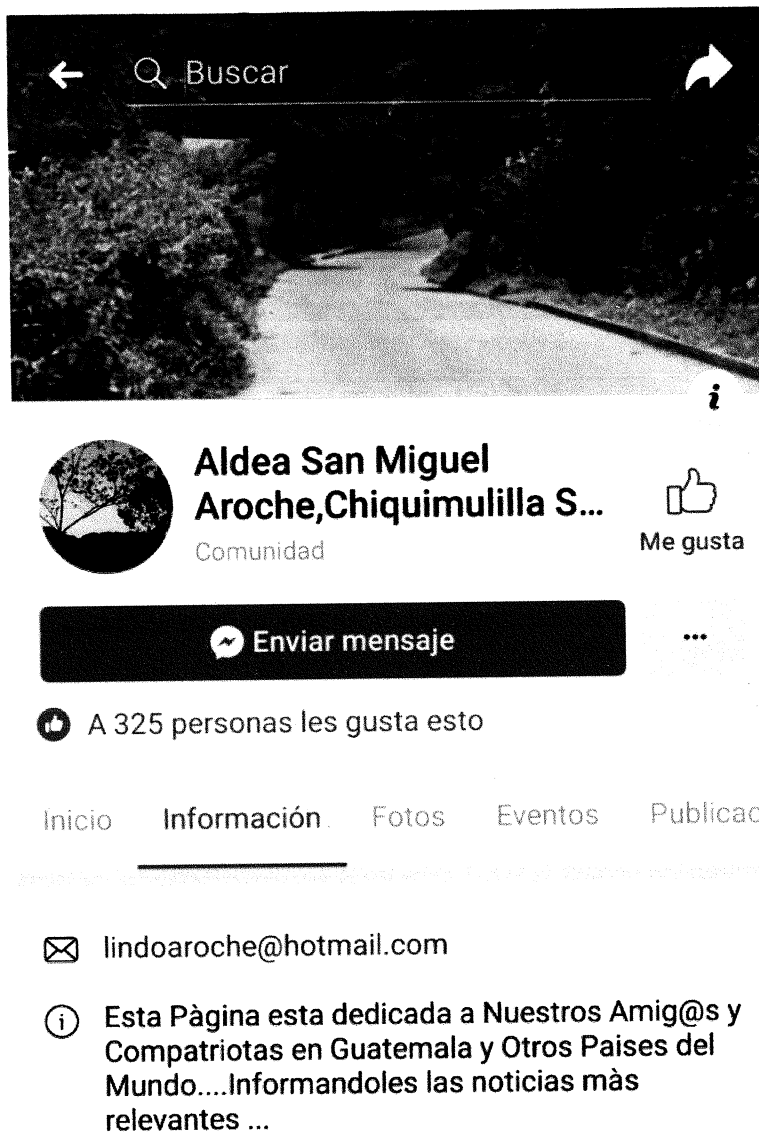 Buscar
Aldea San Miguel
Aroche,Chiquimulilla S...
Comunidad
Me gusta
Enviar mensaje
...
A 325 personas les gusta esto
Inicio Información Fotos Eventos Publicac
lindoaroche@hotmail.com
Esta Pàgina esta dedicada a Nuestros Amig@s y
Compatriotas en Guatemala y Otros Paises del
Mundo....Informandoles las noticias màs
relevantes ...